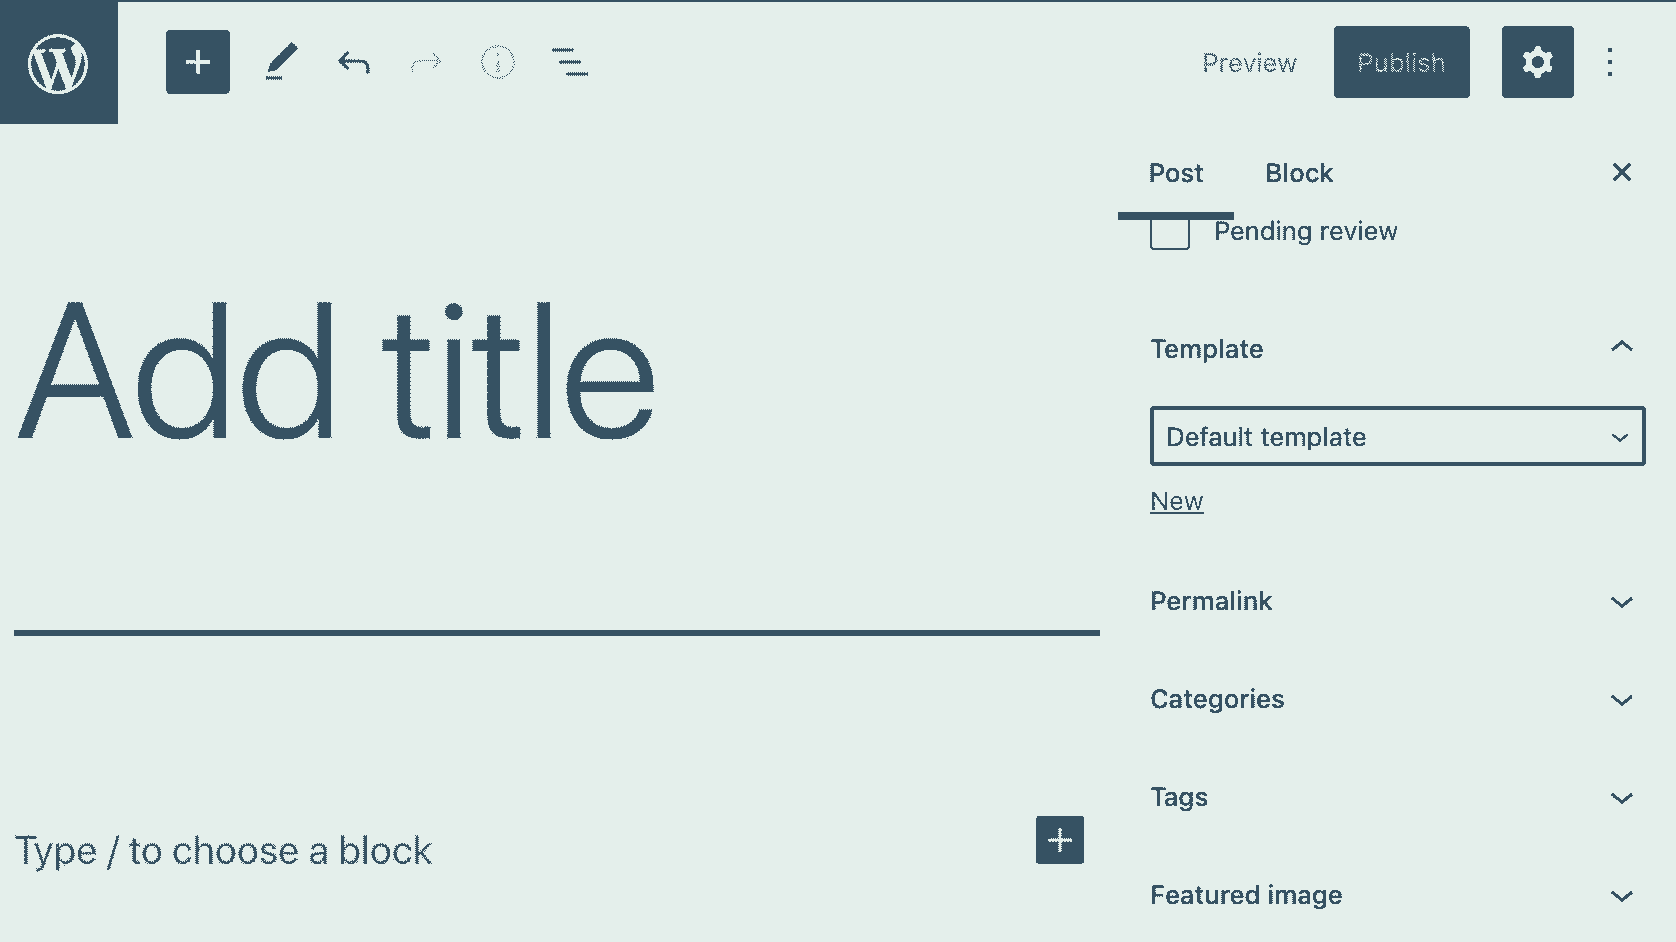 Preview
Publish
Post
Block
Pending review
Add title
Template
Default template
New
Permalink
Categories
Tags
Type / to choose a block
Featured image